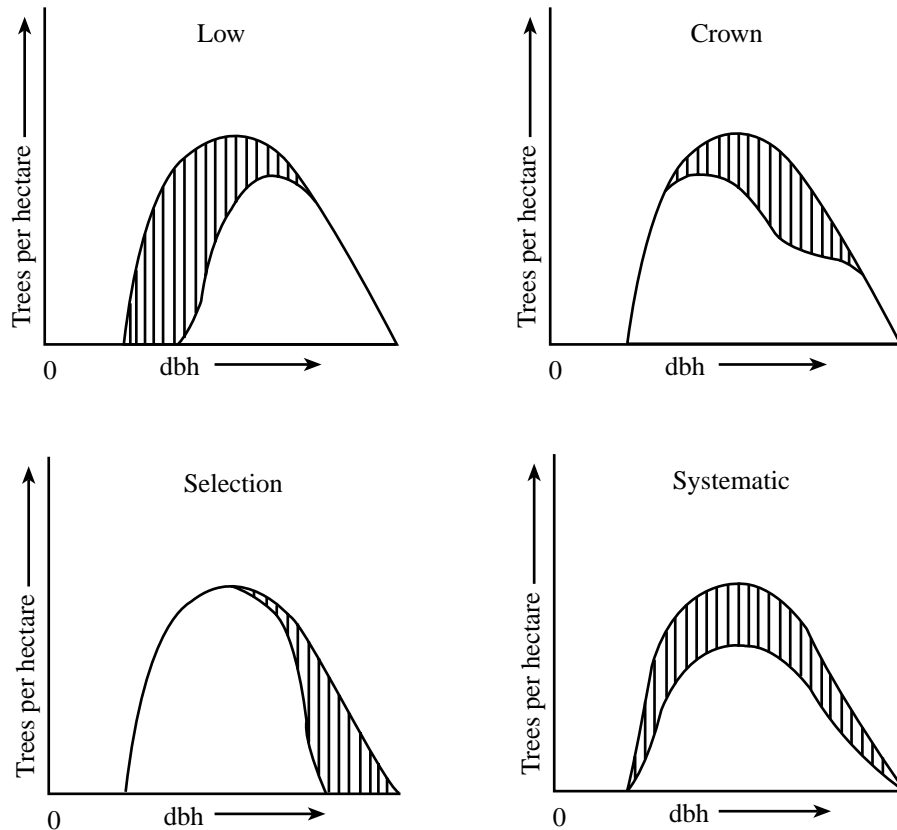 Low
Trees per hectare
0
dbh
Crown
Trees per hectare
0
dbh
Selection
Trees per hectare
0
dbh
Systematic
Trees per hectare
0
dbh